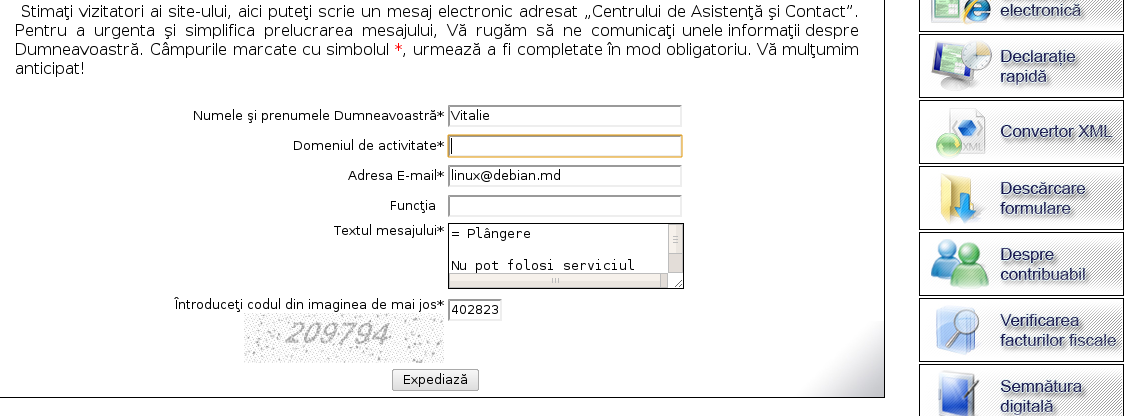 Stimaţi vizitatori ai site-ului, aici puteţi scrie un mesaj electronic adresat „Centrului de Asistenţă şi Contact”.
Pentru a urgenta şi simplifica prelucrarea mesajului, Vă rugăm să ne comunicaţi unele informaţii despre
Dumneavoastră. Câmpurile marcate cu simbolul *, urmează a fi completate în mod obligatoriu. Vă mulţumim
anticipat!
Numele şi prenumele Dumneavoastră* Vitalie
Domeniul de activitate*
Adresa E-mail* linux@debian.md
Funcţia
Textul mesajului* = Plângere
Nu pot folosi serviciul
Întroduceţi codul din imaginea de mai jos* 402823
209794
Expediază
electronică
Declarație
rapidă
Convertor XML
XML
Descărcare
formulare
Despre
contribuabil
Verificarea
facturilor fiscale
Semnătura
digitală